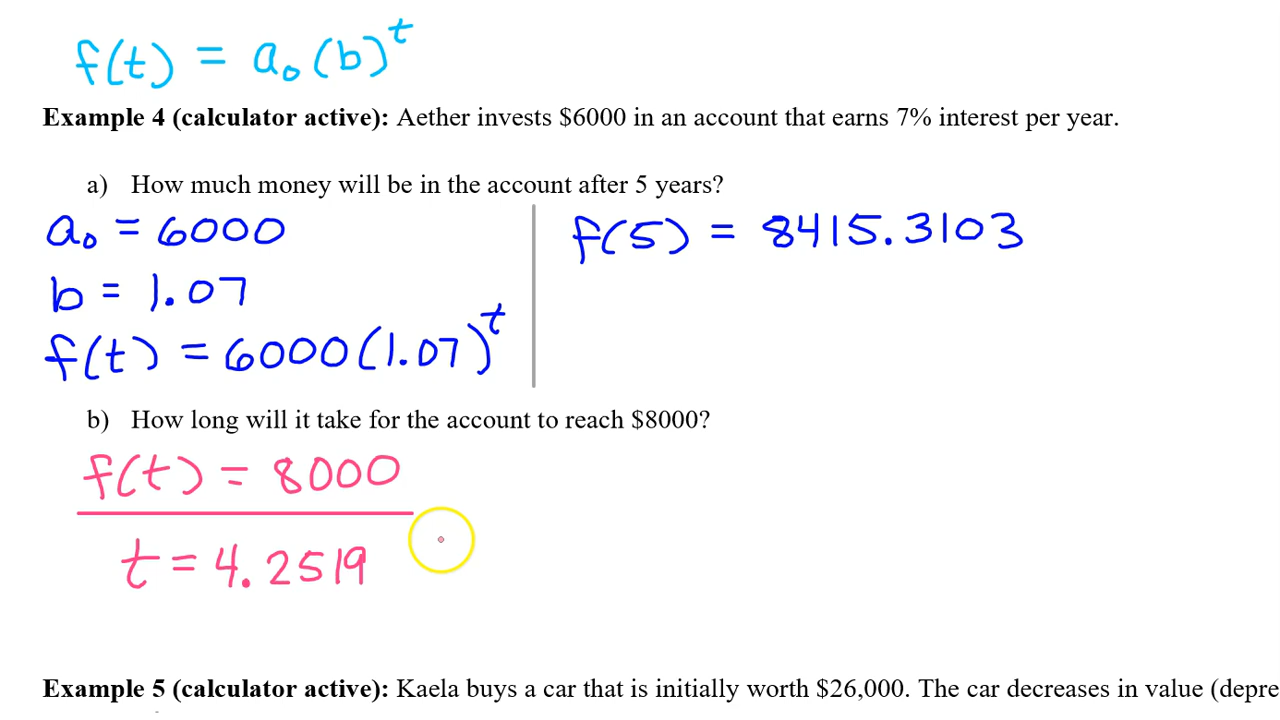 f(t) = a₀(b)ᵗ
Example 4 (calculator active): Aether invests $6000 in an account that earns 7% interest per year.
a) How much money will be in the account after 5 years?
a₀ = 6000
b = 1.07
f(t) = 6000(1.07)ᵗ
f(5) = 8415.3103
b) How long will it take for the account to reach $8000?
f(t) = 8000
t = 4.2519
Example 5 (calculator active): Kaela buys a car that is initially worth $26,000. The car decreases in value (depre